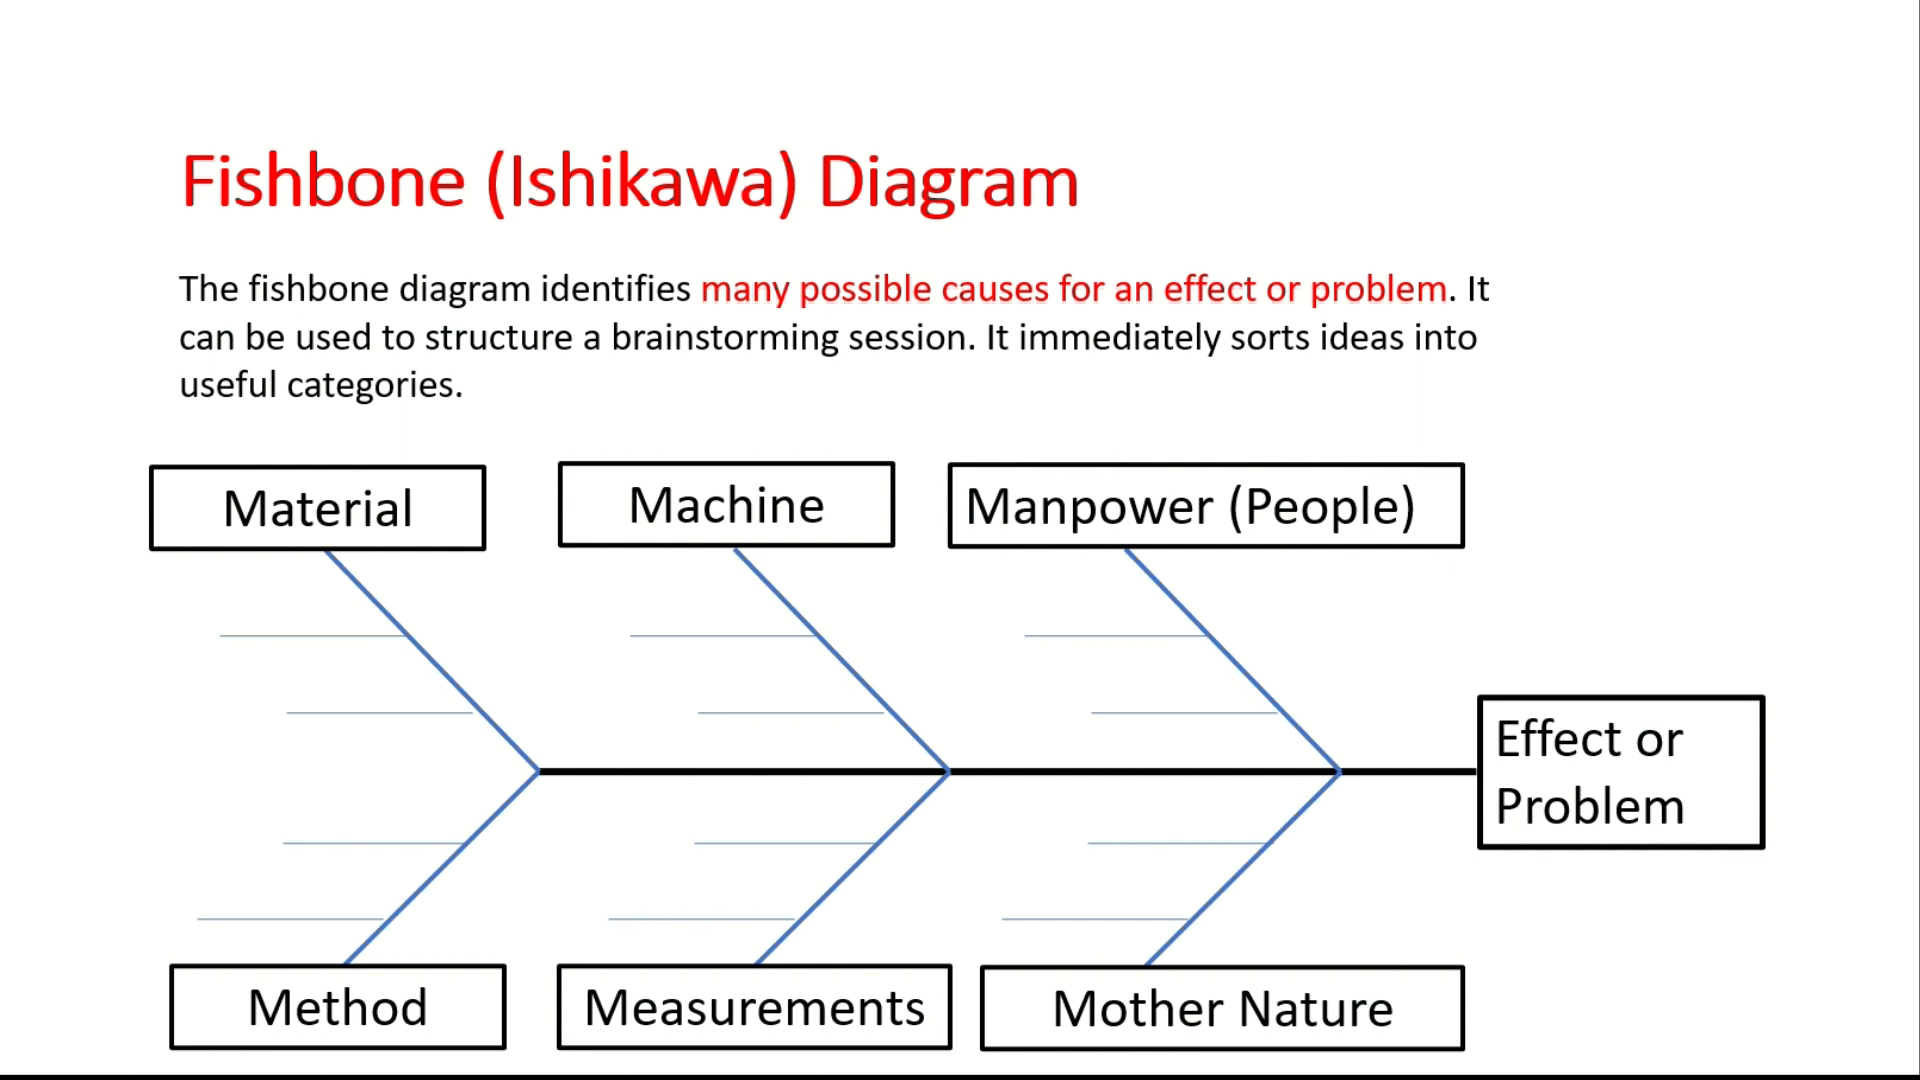 Fishbone (Ishikawa) Diagram
The fishbone diagram identifies many possible causes for an effect or problem. It
can be used to structure a brainstorming session. It immediately sorts ideas into
useful categories.
Material
Machine
Manpower (People)
Effect or
Problem
Method
Measurements
Mother Nature